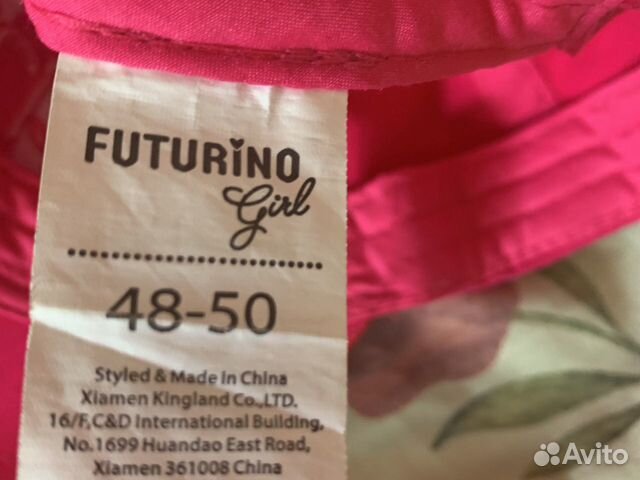 FUTURiNO
Girl
48-50
Styled & Made in China
Xiamen Kingland Co.,LTD.
16/F,C&D International Building,
No.1699 Huandao East Road,
Xiamen 361008 China
Avito